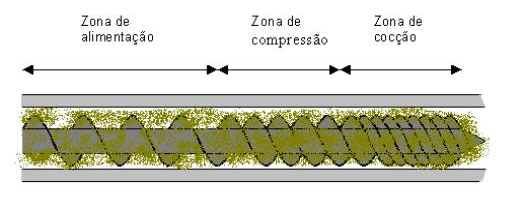 Zona de
alimentação
Zona de
compressão
Zona de
cocção